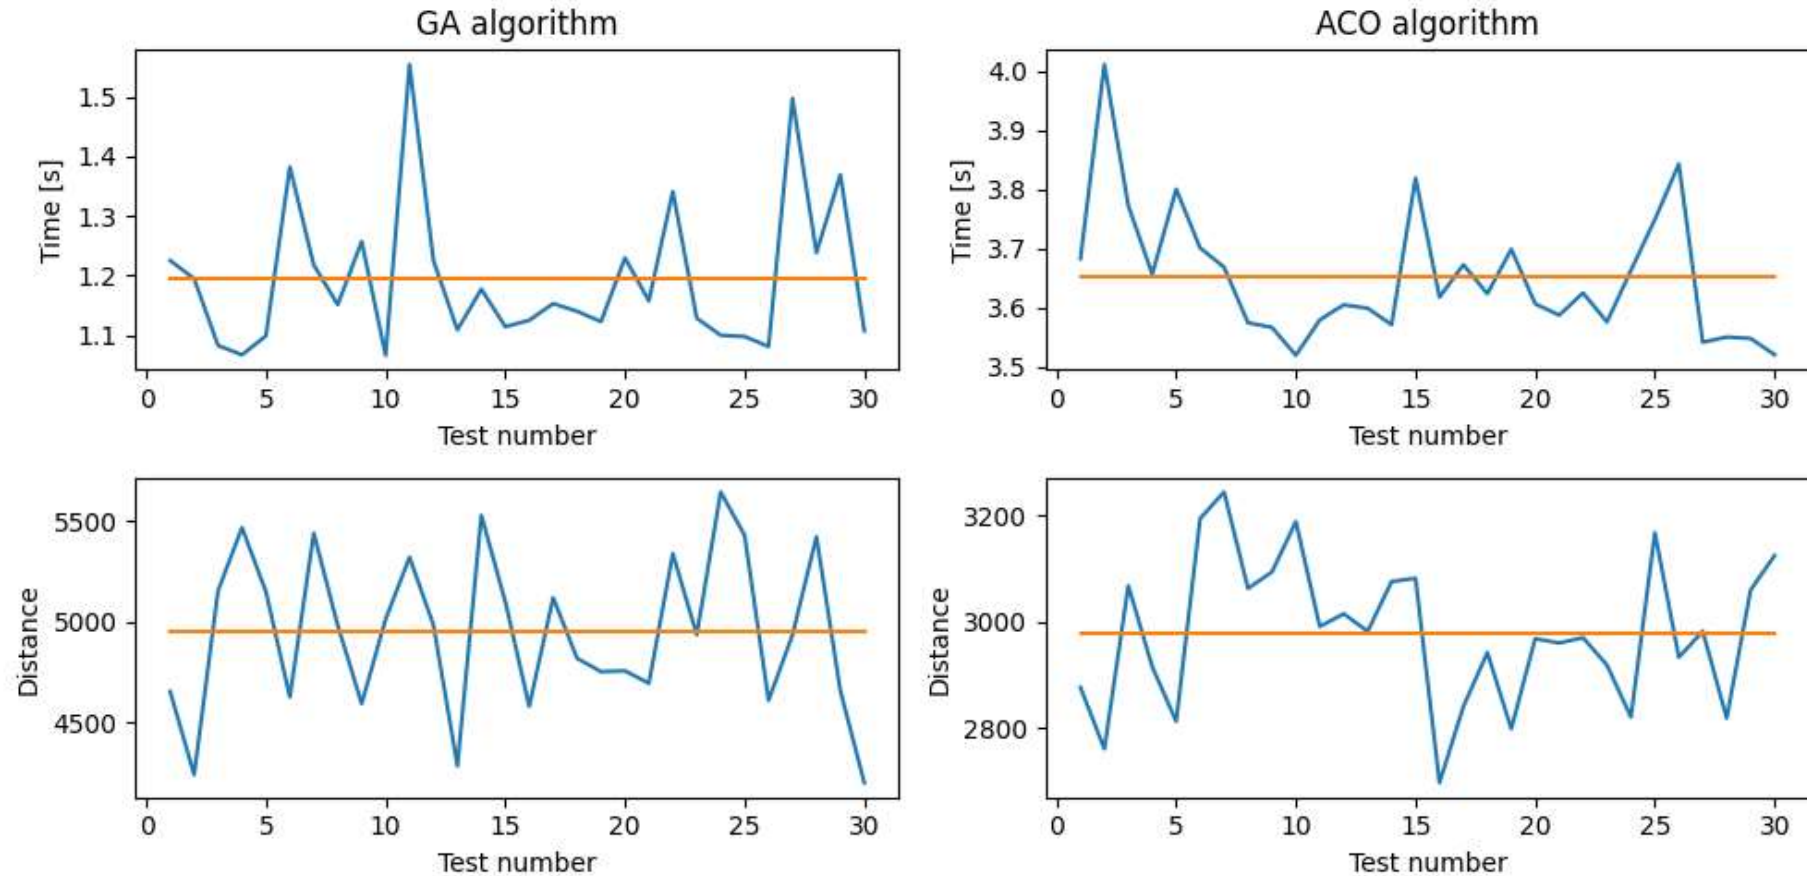 GA algorithm
Time [s]
1.5
1.4
1.3
1.2
1.1
0 5 10 15 20 25 30
Test number
ACO algorithm
Time [s]
4.0
3.9
3.8
3.7
3.6
3.5
0 5 10 15 20 25 30
Test number
Distance
5500
5000
4500
0 5 10 15 20 25 30
Test number
Distance
3200
3000
2800
0 5 10 15 20 25 30
Test number